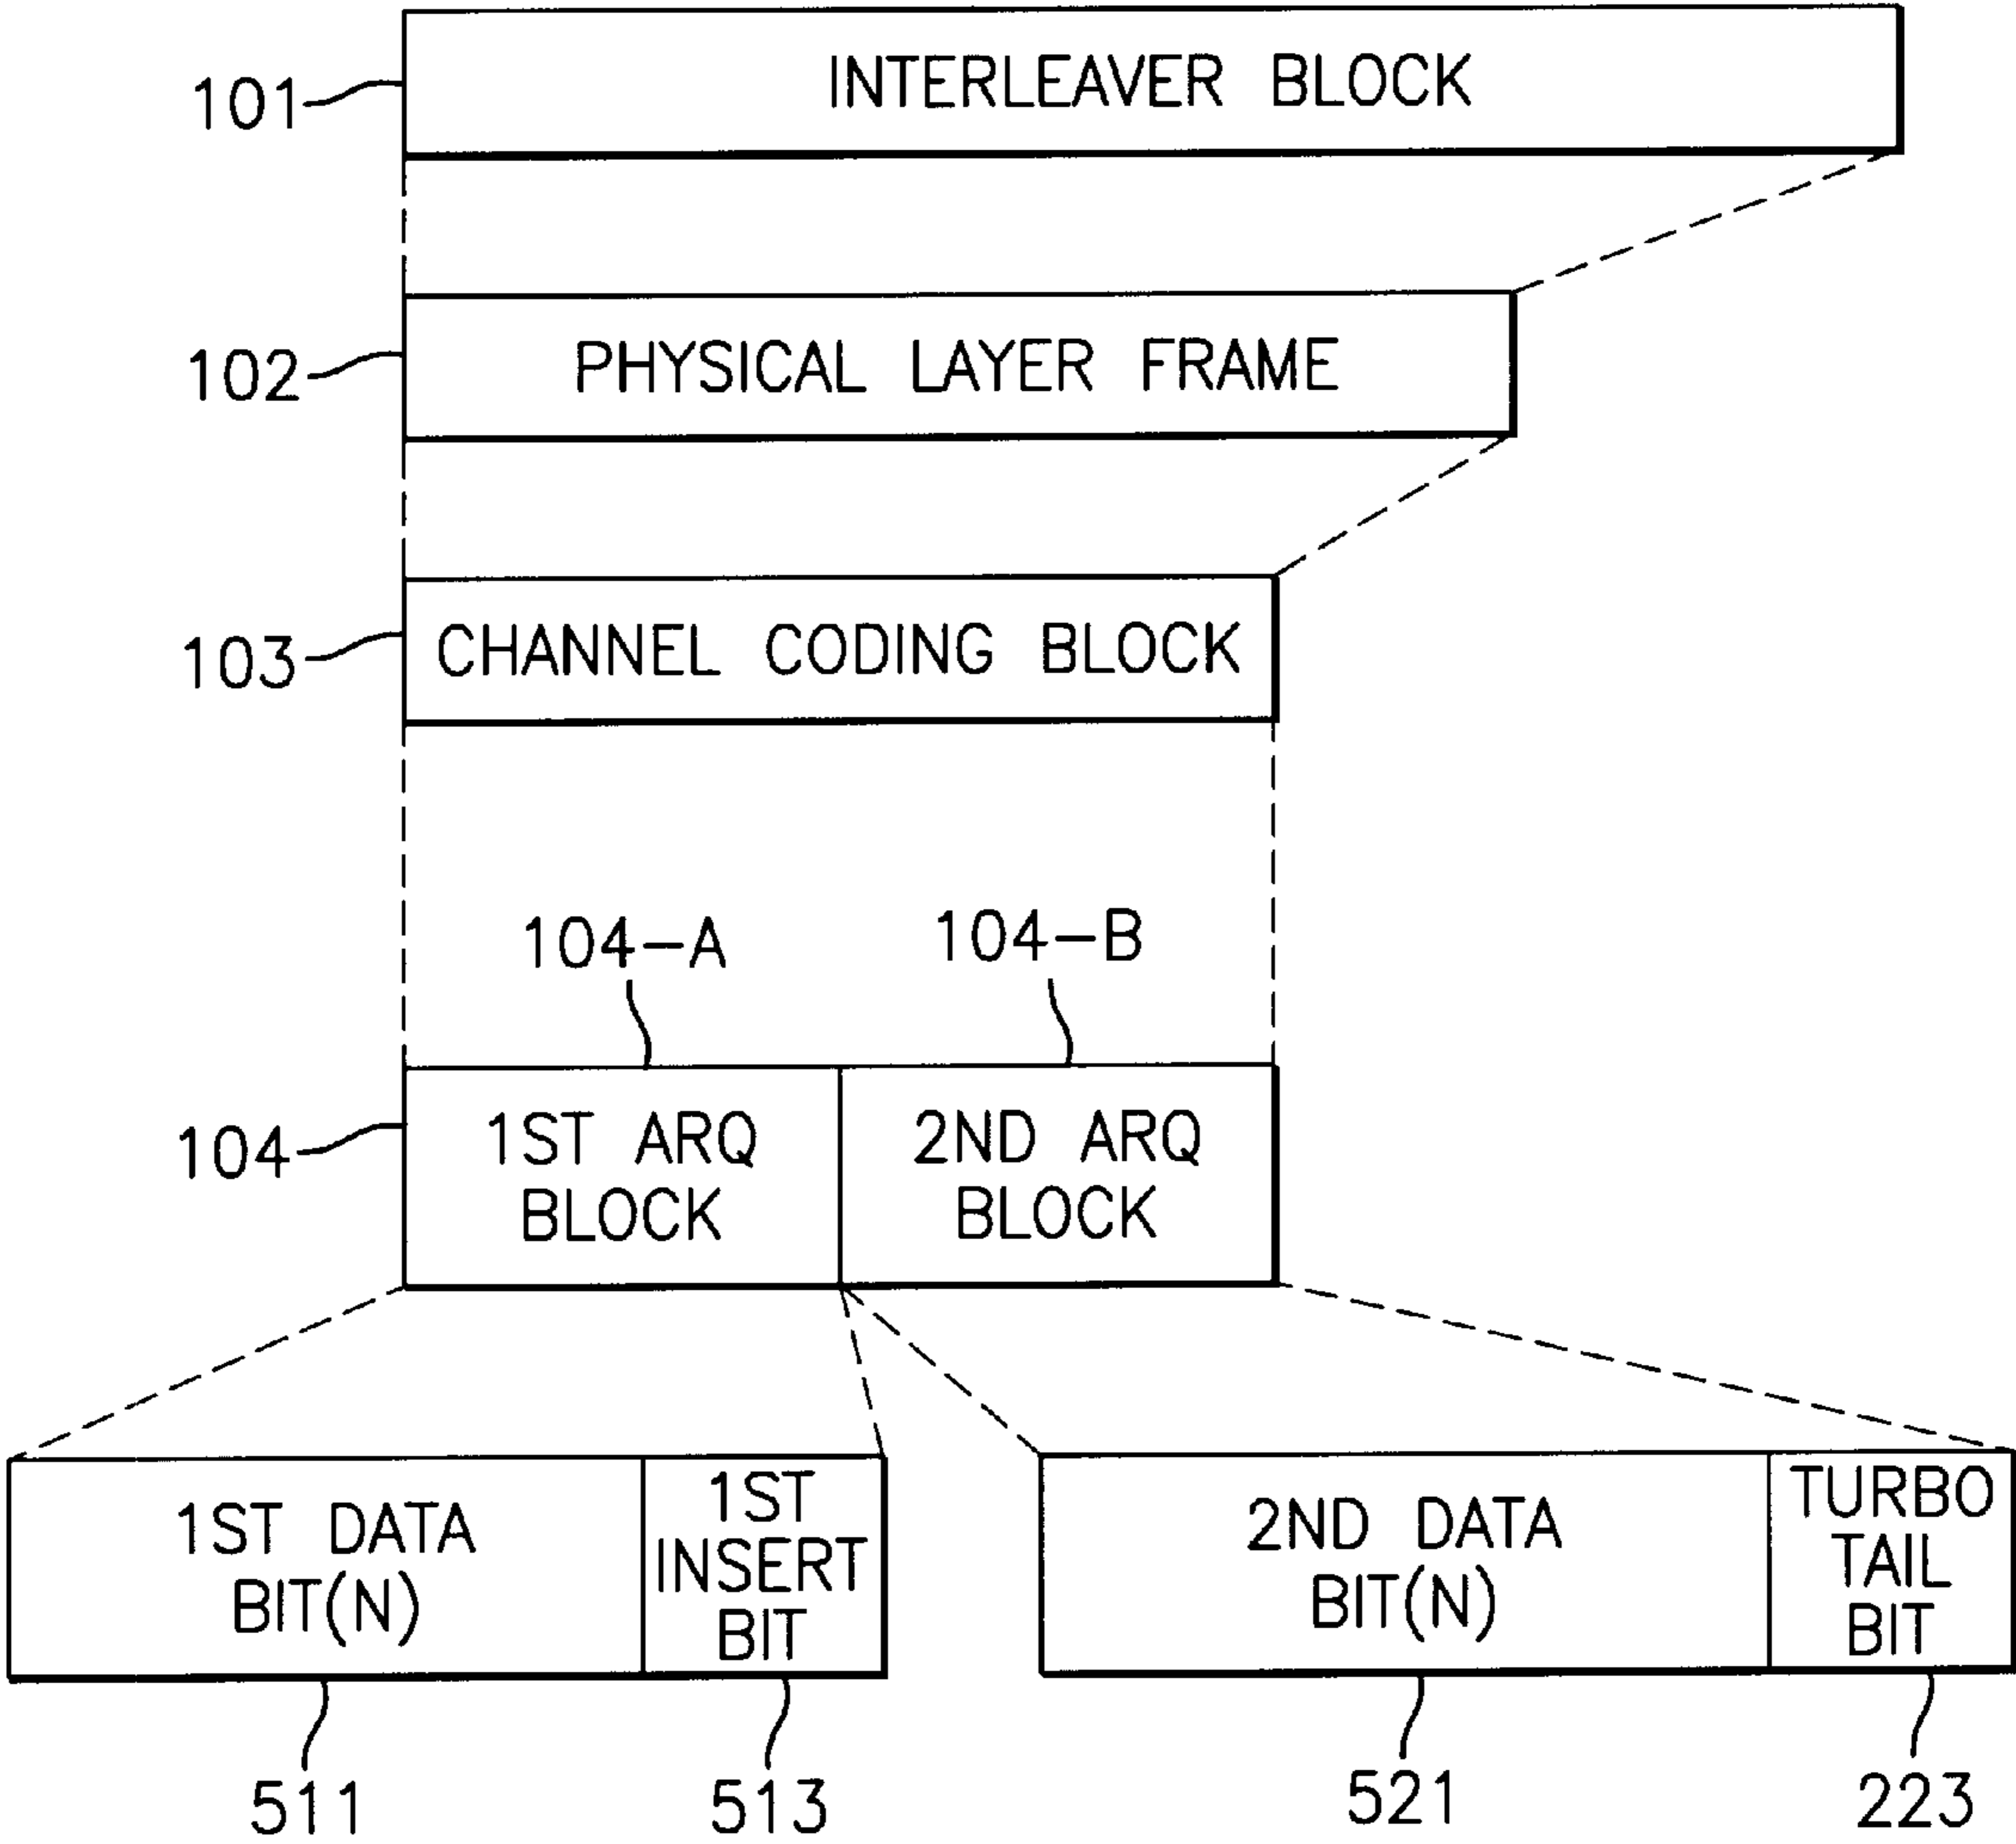 INTERLEAVER BLOCK
101
PHYSICAL LAYER FRAME
102
CHANNEL CODING BLOCK
103
104-A
104-B
104
1ST ARQ
BLOCK
2ND ARQ
BLOCK
1ST DATA
BIT(N)
1ST
INSERT
BIT
2ND DATA
BIT(N)
TURBO
TAIL
BIT
511
513
521
223